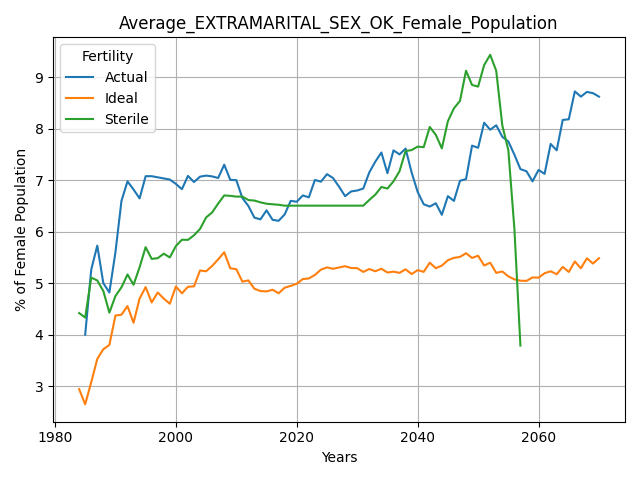 Average_EXTRAMARITAL_SEX_OK_Female_Population
Fertility
Actual
Ideal
Sterile
% of Female Population
9
8
7
6
5
4
3
1980
2000
2020
2040
2060
Years